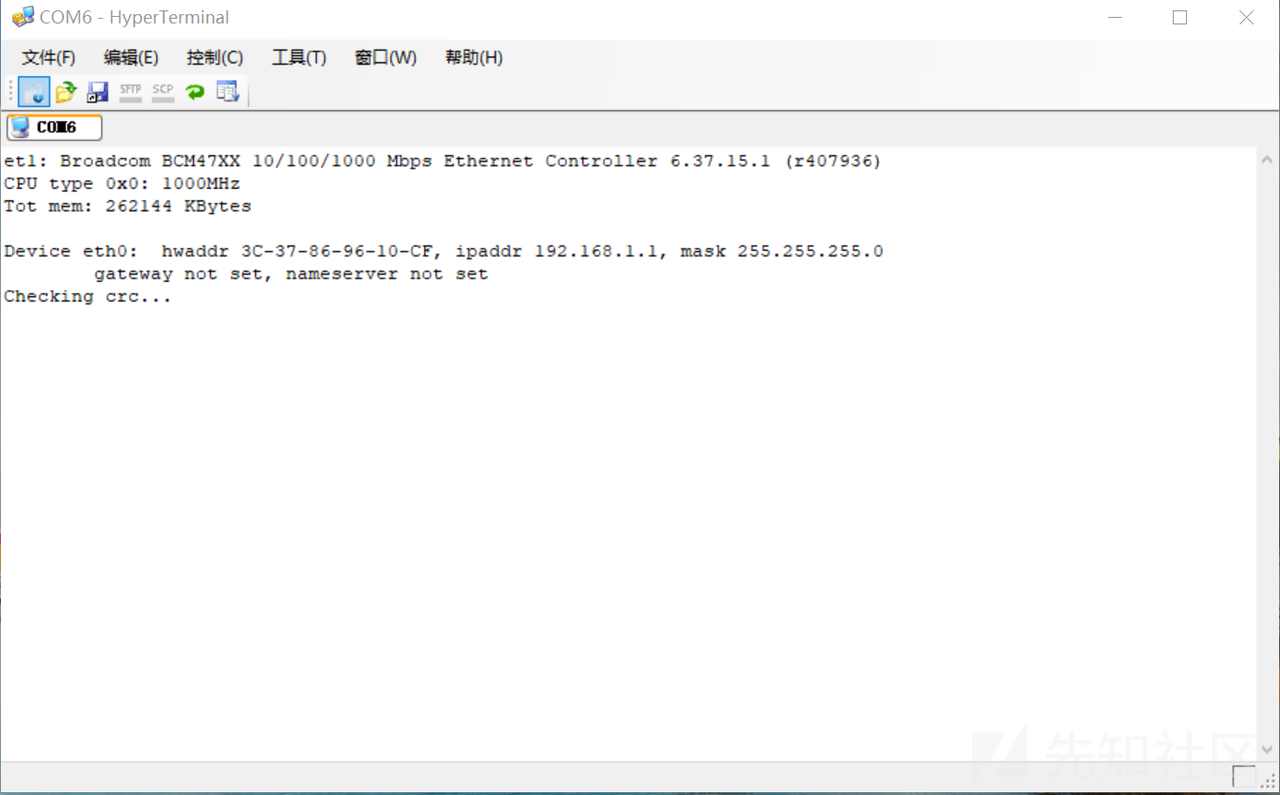 COM6 - HyperTerminal
文件(F) 编辑(E) 控制(C) 工具(T) 窗口(W) 帮助(H)
SFTP SCP
COM6
et1: Broadcom BCM47XX 10/100/1000 Mbps Ethernet Controller 6.37.15.1 (r407936)
CPU type 0x0: 1000MHz
Tot mem: 262144 KBytes
Device eth0:  hwaddr 3C-37-86-96-10-CF, ipaddr 192.168.1.1, mask 255.255.255.0
        gateway not set, nameserver not set
Checking crc...
先知社区